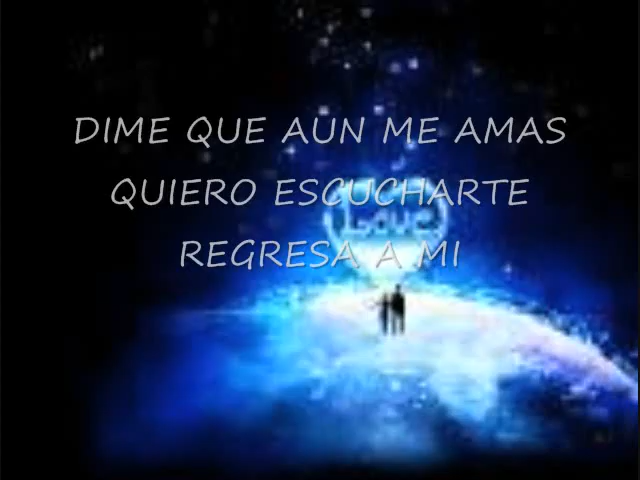 DIME QUE AUN ME AMAS
QUIERO ESCUCHARTE
Love
REGRESA A MI